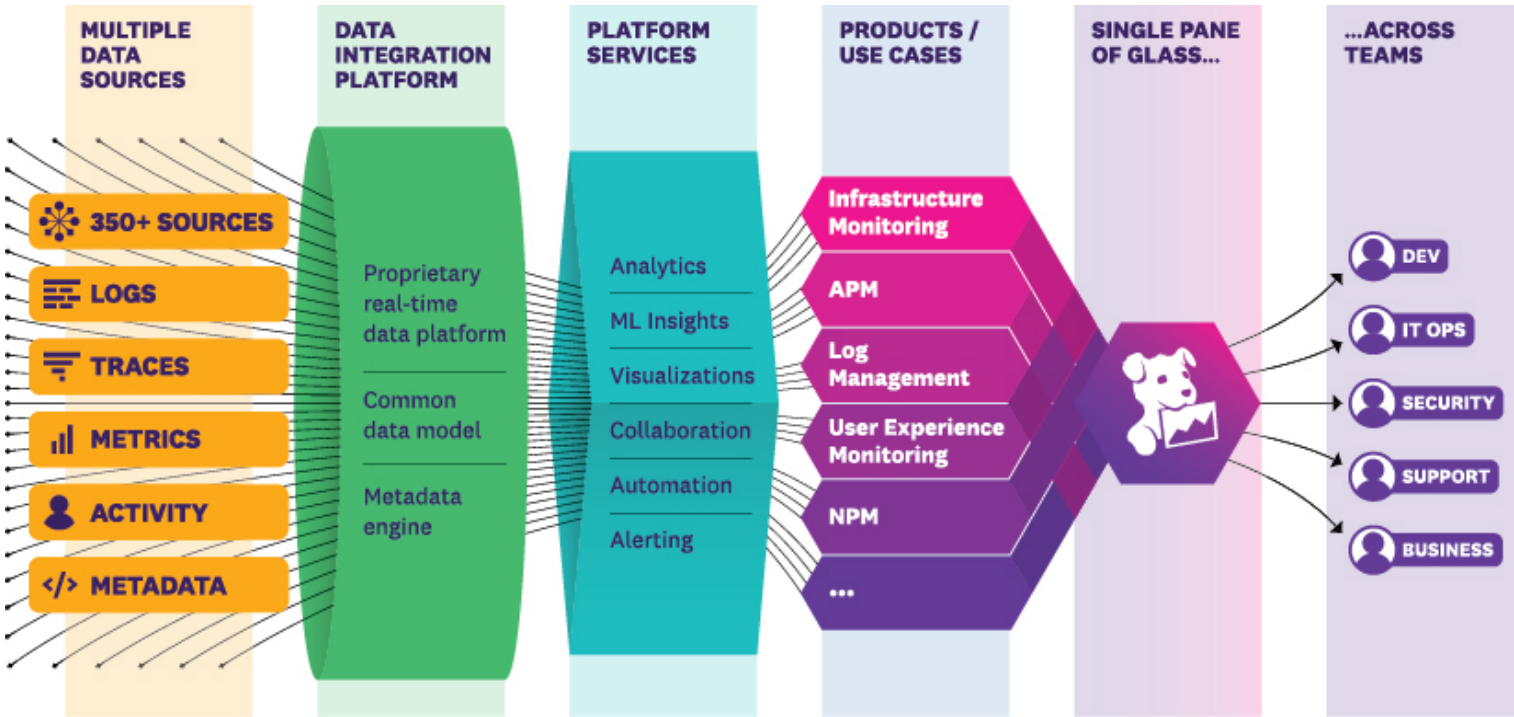 MULTIPLE
DATA
SOURCES
350+ SOURCES
LOGS
TRACES
METRICS
ACTIVITY
</> METADATA
DATA
INTEGRATION
PLATFORM
Proprietary
real-time
data platform
Common
data model
Metadata
engine
PLATFORM
SERVICES
Analytics
ML Insights
Visualizations
Collaboration
Automation
Alerting
PRODUCTS /
USE CASES
Infrastructure
Monitoring
APM
Log
Management
User Experience
Monitoring
NPM
...
SINGLE PANE
OF GLASS...
...ACROSS
TEAMS
DEV
IT OPS
SECURITY
SUPPORT
BUSINESS